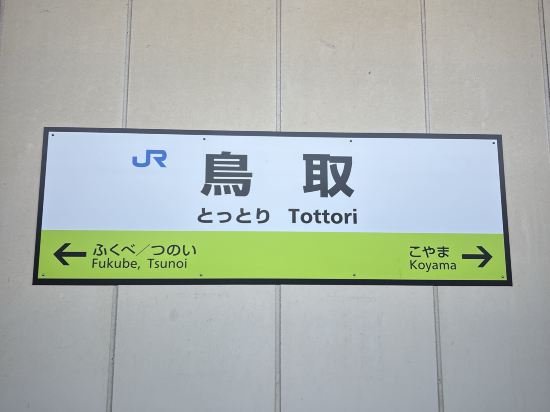 JR
鳥取
とっとり Tottori
← ふくべ／つのい
Fukube, Tsunoi
こやま →
Koyama